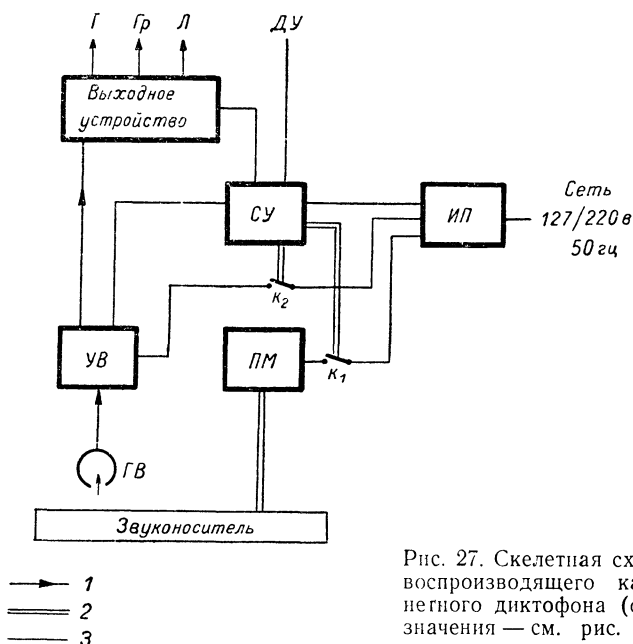 Г Гр Л ДУ
Выходное
устройство
СУ
ИП
Сеть
127/220 в
50 гц
К2
УВ
ПМ
К1
ГВ
Звуконоситель
1
2
3
Рис. 27. Скелетная сх
воспроизводящего ка
нетного диктофона (о
значения — см. рис.